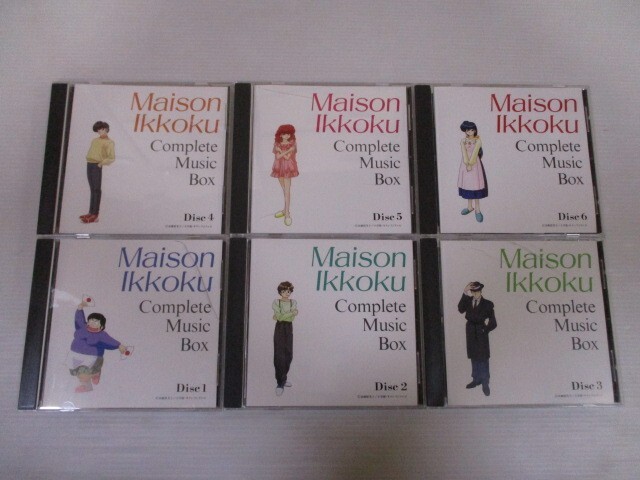 Maison
Ikkoku
Complete
Music
Box
Disc 4
Maison
Ikkoku
Complete
Music
Box
Disc 5
Maison
Ikkoku
Complete
Music
Box
Disc 6
Maison
Ikkoku
Complete
Music
Box
Disc 1
Maison
Ikkoku
Complete
Music
Box
Disc 2
Maison
Ikkoku
Complete
Music
Box
Disc 3